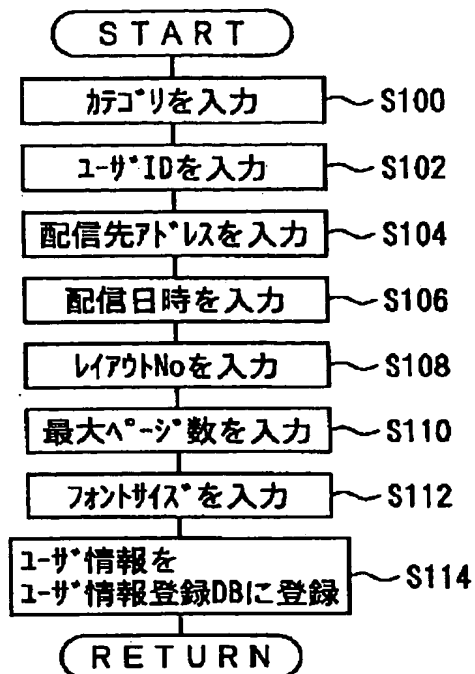 START
カテゴリを入力 S100
ユーザIDを入力 S102
配信先アドレスを入力 S104
配信日時を入力 S106
レイアウトNoを入力 S108
最大ページ数を入力 S110
フォントサイズを入力 S112
ユーザ情報を
ユーザ情報登録DBに登録 S114
RETURN